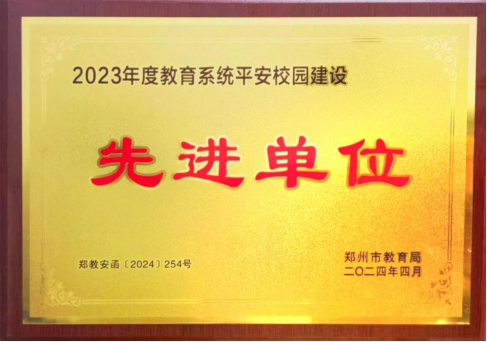 2023年度教育系统平安校园建设
先进单位
郑教安函〔2024〕254号
郑州市教育局
二〇二四年四月